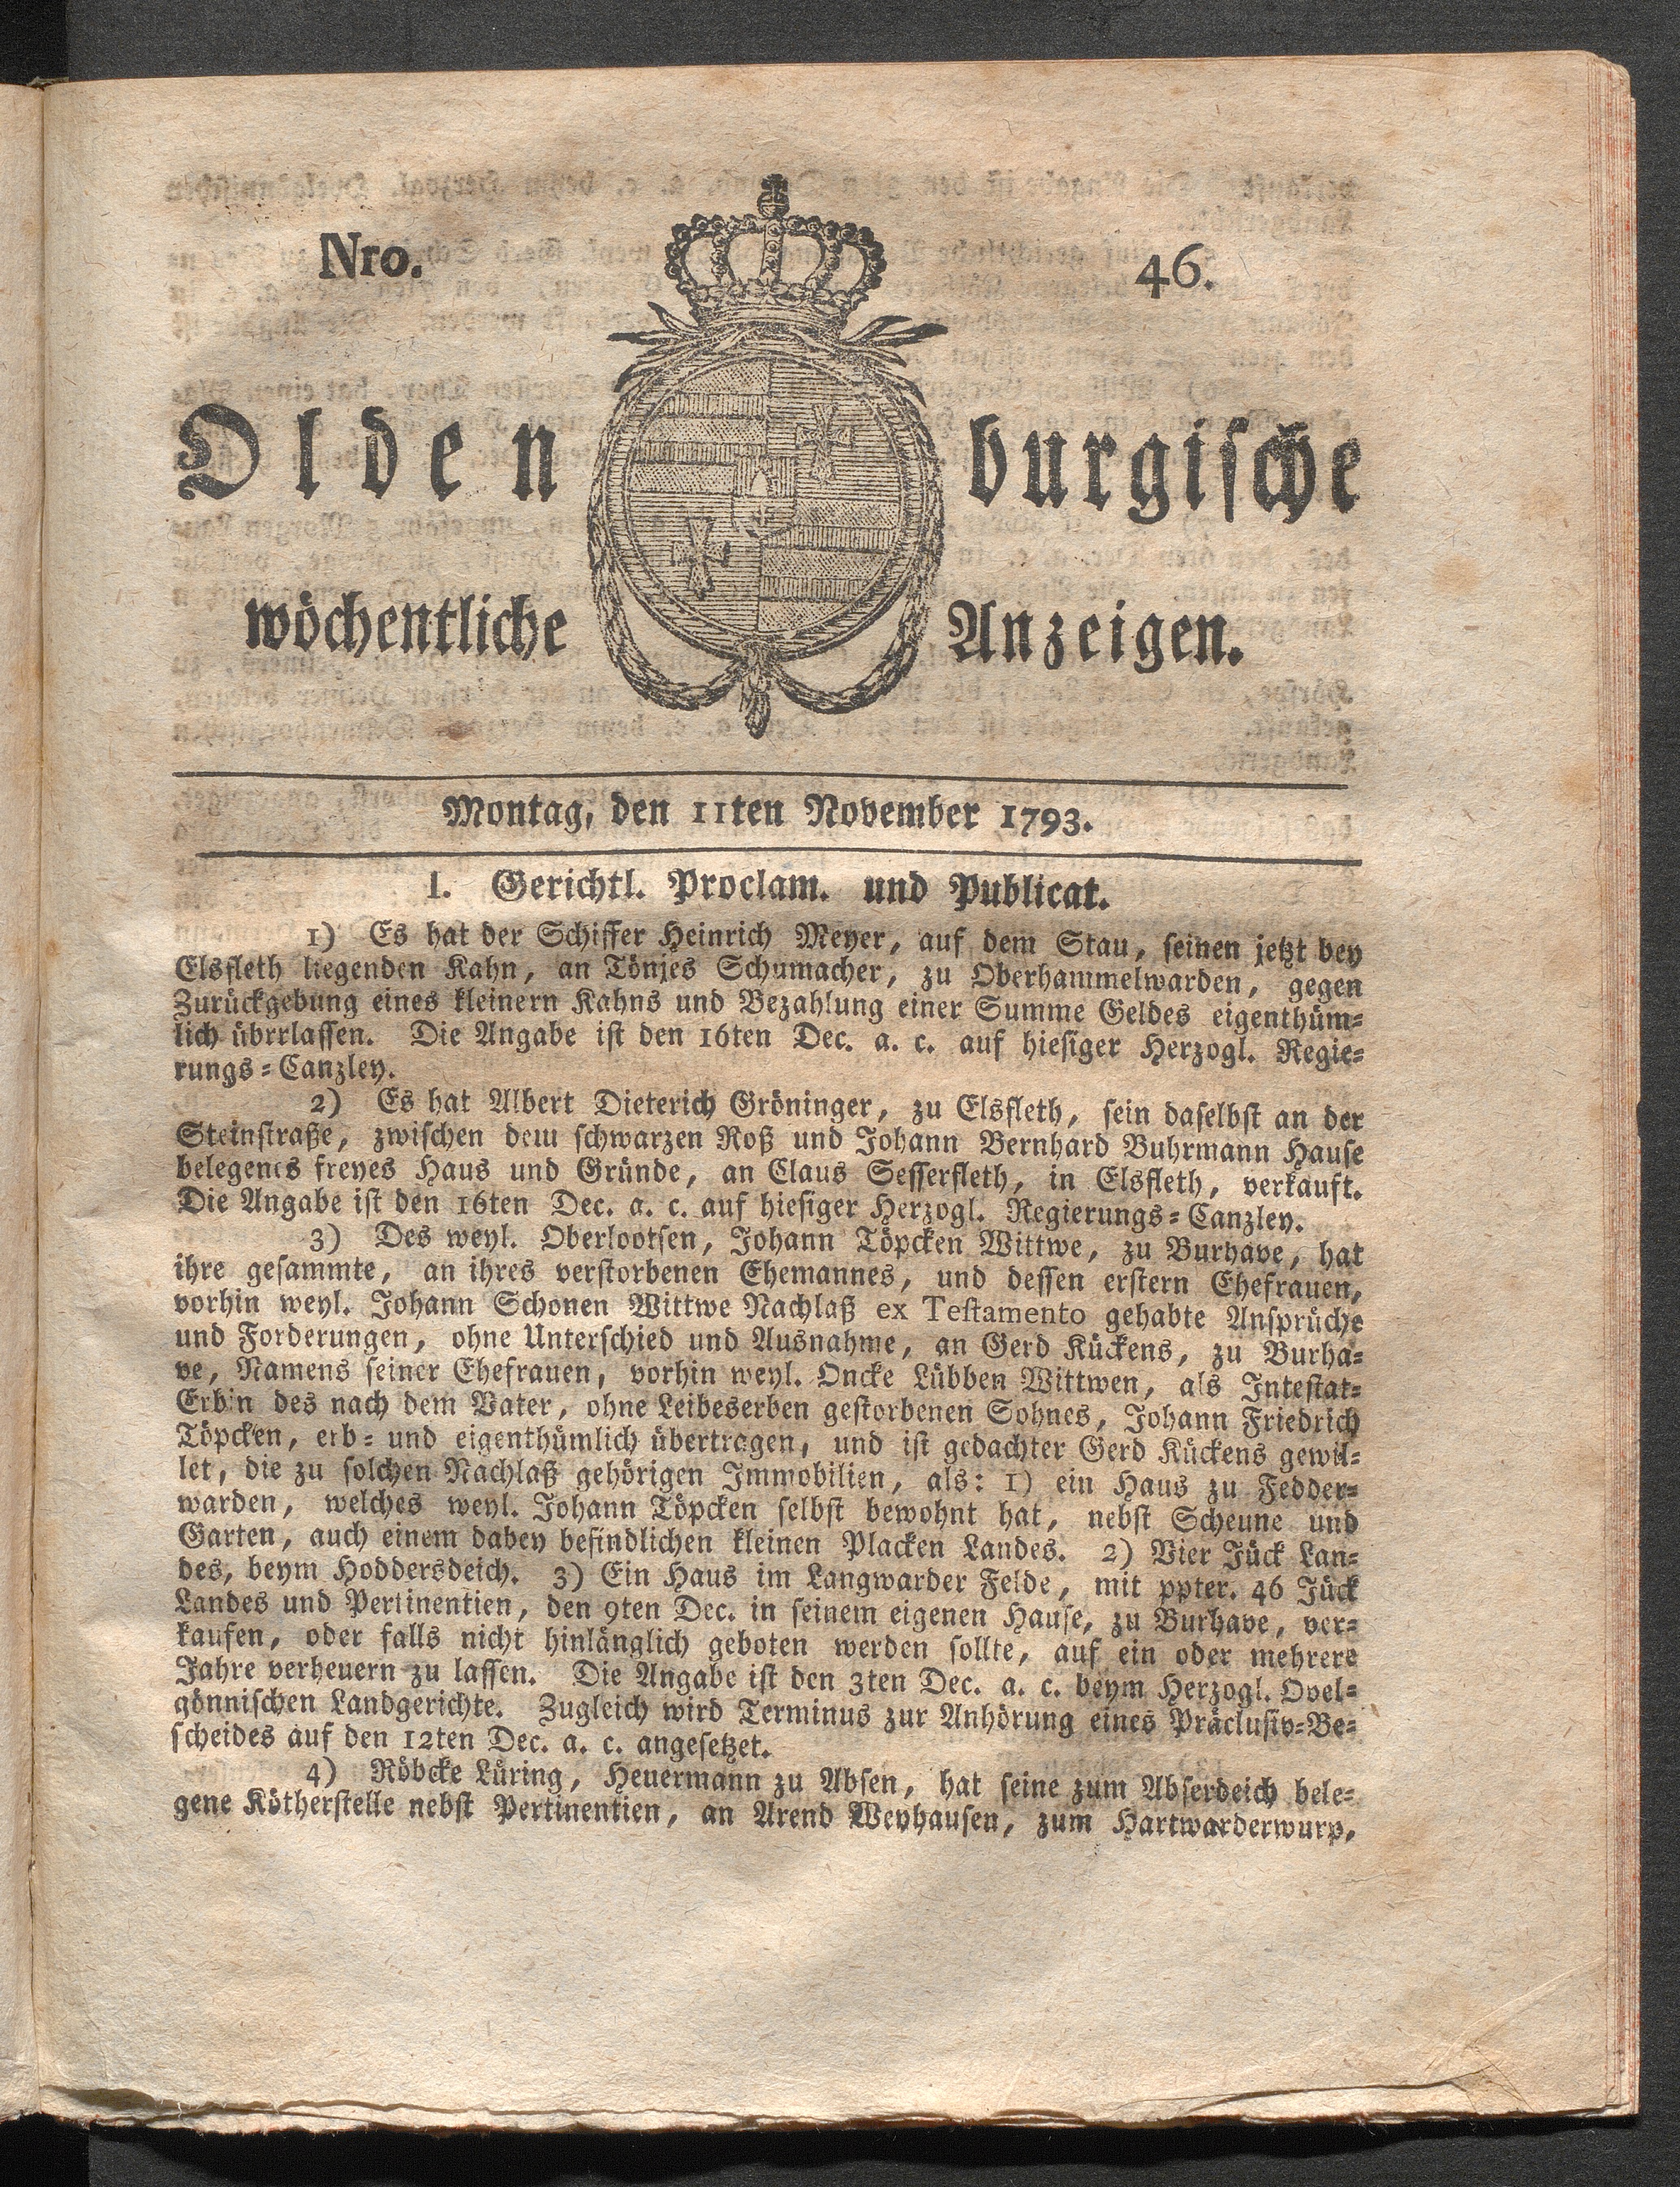 Nro. 46.
Olden burgische
wöchentliche Anzeigen.
Montag, den 11ten November 1793.
I. Gerichtl. Proclam. und Publicat.
1) Es hat der Schiffer Heinrich Meyer, auf dem Stau, seinen jetzt bey
Elsfleth liegenden Kahn, an Tönjes Schumacher, zu Oberhammelwarden, gegen
Zurückgebung eines kleinern Kahns und Bezahlung einer Summe Geldes eigenthüm-
lich übrrlassen. Die Angabe ist den 16ten Dec. a. c. auf hiesiger Herzogl. Regie-
rungs-Canzley.
2) Es hat Albert Dieterich Gröninger, zu Elsfleth, sein daselbst an der
Steinstraße, zwischen dem schwarzen Roß und Johann Bernhard Buhrmann Hause
belegenes freyes Haus und Gründe, an Claus Sesserfleth, in Elsfleth, verkauft.
Die Angabe ist den 16ten Dec. a. c. auf hiesiger Herzogl. Regierungs-Canzley.
3) Des weyl. Oberlootsen, Johann Töpcken Wittwe, zu Burhave, hat
ihre gesammte, an ihres verstorbenen Ehemannes, und dessen erstern Ehefrauen,
vorhin weyl. Johann Schonen Wittwe Nachlaß ex Testamento gehabte Ansprüche
und Forderungen, ohne Unterschied und Ausnahme, an Gerd Kückens, zu Burha-
ve, Namens seiner Ehefrauen, vorhin weyl. Oncke Lübben Wittwen, als Intestat-
Erbin des nach dem Vater, ohne Leibeserben gestorbenen Sohnes, Johann Friedrich
Töpcken, erb- und eigenthümlich übertragen, und ist gedachter Gerd Kückens gewil-
let, die zu solchen Nachlaß gehörigen Immobilien, als: 1) ein Haus zu Fedder-
warden, welches weyl. Johann Töpcken selbst bewohnt hat, nebst Scheune und
Garten, auch einem dabey befindlichen kleinen Placken Landes. 2) Vier Jück Lan-
des, beym Hoddersdeich. 3) Ein Haus im Langwarder Felde, mit ppter. 46 Jück
Landes und Pertinentien, den 9ten Dec. in seinem eigenen Hause, zu Burhave, ver-
kaufen, oder falls nicht hinlänglich geboten werden sollte, auf ein oder mehrere
Jahre verheuern zu lassen. Die Angabe ist den 3ten Dec. a. c. beym Herzogl. Ovel-
gönnischen Landgerichte. Zugleich wird Terminus zur Anhörung eines Präclusiv-Be-
scheides auf den 12ten Dec. a. c. angesetzet.
4) Röbcke Lüring, Heuermann zu Absen, hat seine zum Abserdeich bele-
gene Kötherstelle nebst Pertinentien, an Arend Weyhausen, zum Hartwarderwurp,